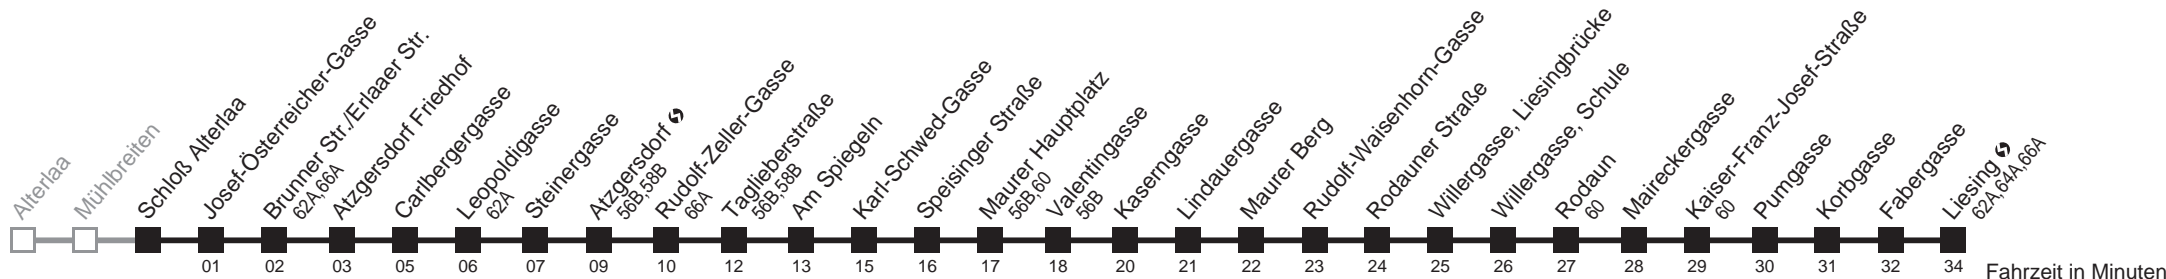 Alterlaa
Mühlbreiten
Schloß Alterlaa
Josef-Österreicher-Gasse
01
Brunner Str./Erlaaer Str.
62A,66A
02
Atzgersdorf Friedhof
03
Carlbergergasse
05
Leopoldigasse
62A
06
Steinergasse
07
Atzgersdorf
56B,58B
09
Rudolf-Zeller-Gasse
66A
10
Taglieberstraße
56B,58B
12
Am Spiegeln
13
Karl-Schwed-Gasse
15
Speisinger Straße
16
Maurer Hauptplatz
56B,60
17
Valentingasse
56B
18
Kaserngasse
20
Lindauergasse
21
Maurer Berg
22
Rudolf-Waisenhorn-Gasse
23
Rodauner Straße
24
Willergasse, Liesingbrücke
25
Willergasse, Schule
26
Rodaun
60
27
Maireckergasse
28
Kaiser-Franz-Josef-Straße
60
29
Pumgasse
30
Korbgasse
31
Fabergasse
32
Liesing
62A,64A,66A
34
Fahrzeit in Minuten